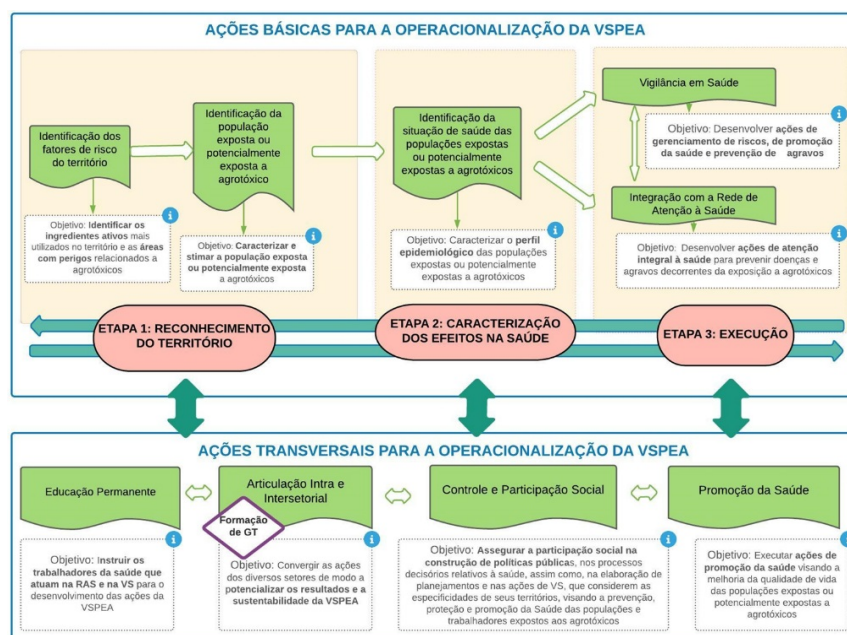 AÇÕES BÁSICAS PARA A OPERACIONALIZAÇÃO DA VSPEA
Identificação dos
fatores de risco
do território
i
Objetivo: Identificar os
ingredientes ativos mais
utilizados no território e as áreas
com perigos relacionados a
agrotóxicos
Identificação da
população
exposta ou
potencialmente
exposta a
agrotóxico
i
Objetivo: Caracterizar e
stimar a população exposta
ou potencialmente exposta
a agrotóxicos
Identificação da
situação de saúde das
populações expostas
ou potencialmente
expostas a agrotóxicos
i
Objetivo: Caracterizar o perfil
epidemiológico das populações
expostas ou potencialmente
expostas a agrotóxicos
Vigilância em Saúde
i
Objetivo: Desenvolver ações de
gerenciamento de riscos, de promoção
da saúde e prevenção de agravos
Integração com a Rede de
Atenção à Saúde
i
Objetivo: Desenvolver ações de atenção
integral à saúde para prevenir doenças e
agravos decorrentes da exposição a agrotóxicos
ETAPA 1: RECONHECIMENTO
DO TERRITÓRIO
ETAPA 2: CARACTERIZAÇÃO
DOS EFEITOS NA SAÚDE
ETAPA 3: EXECUÇÃO
AÇÕES TRANSVERSAIS PARA A OPERACIONALIZAÇÃO DA VSPEA
Educação Permanente
i
Objetivo: Instruir os
trabalhadores da saúde que
atuam na RAS e na VS para o
desenvolvimento das ações da
VSPEA
Articulação Intra e
Intersetorial
Formação
de GT
i
Objetivo: Convergir as ações
dos diversos setores de modo a
potencializar os resultados e a
sustentabilidade da VSPEA
Controle e Participação Social
i
Objetivo: Assegurar a participação social na
construção de políticas públicas, nos processos
decisórios relativos à saúde, assim como, na elaboração de
planejamentos e nas ações de VS, que considerem as
especificidades de seus territórios, visando a prevenção,
proteção e promoção da Saúde das populações e
trabalhadores expostos aos agrotóxicos
Promoção da Saúde
i
Objetivo: Executar ações de
promoção da saúde visando a
melhoria da qualidade de vida
das populações expostas ou
potencialmente expostas a
agrotóxicos